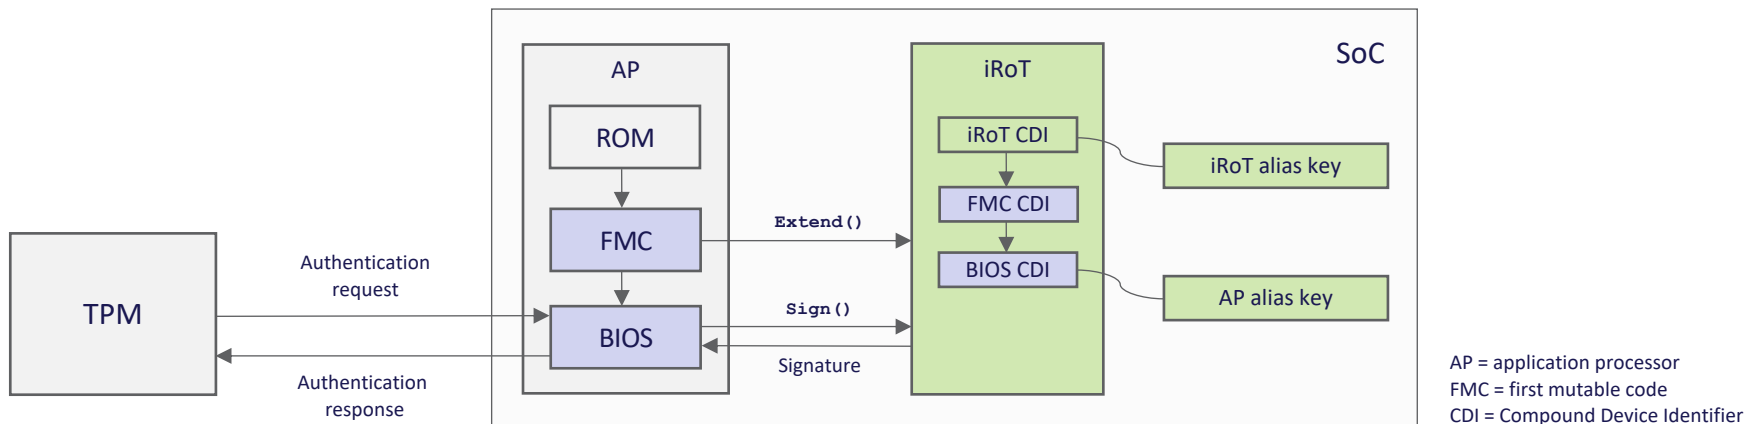 SoC
AP
iRoT
ROM
iRoT CDI
iRoT alias key
FMC CDI
FMC
Extend()
BIOS CDI
Authentication
request
AP alias key
TPM
Sign()
BIOS
Signature
Authentication
response
AP = application processor
FMC = first mutable code
CDI = Compound Device Identifier